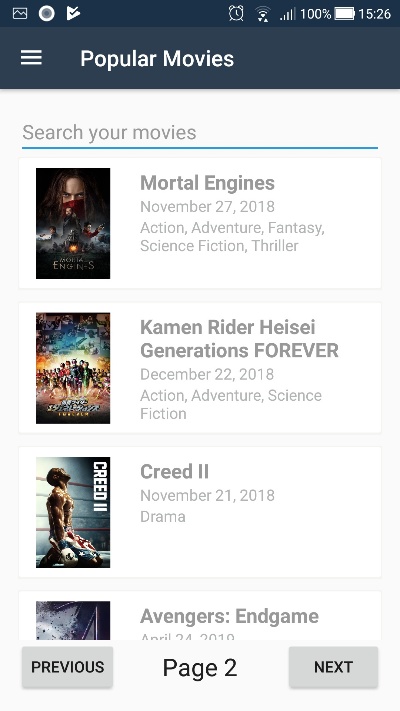 100% 15:26
Popular Movies
Search your movies
Mortal Engines
November 27, 2018
Action, Adventure, Fantasy,
Science Fiction, Thriller
MORTAL
ENGINES
Kamen Rider Heisei
Generations FOREVER
December 22, 2018
Action, Adventure, Science
Fiction
FOREVER
Creed II
November 21, 2018
Drama
CREED II
Avengers: Endgame
April 24, 2019
PREVIOUS
Page 2
NEXT